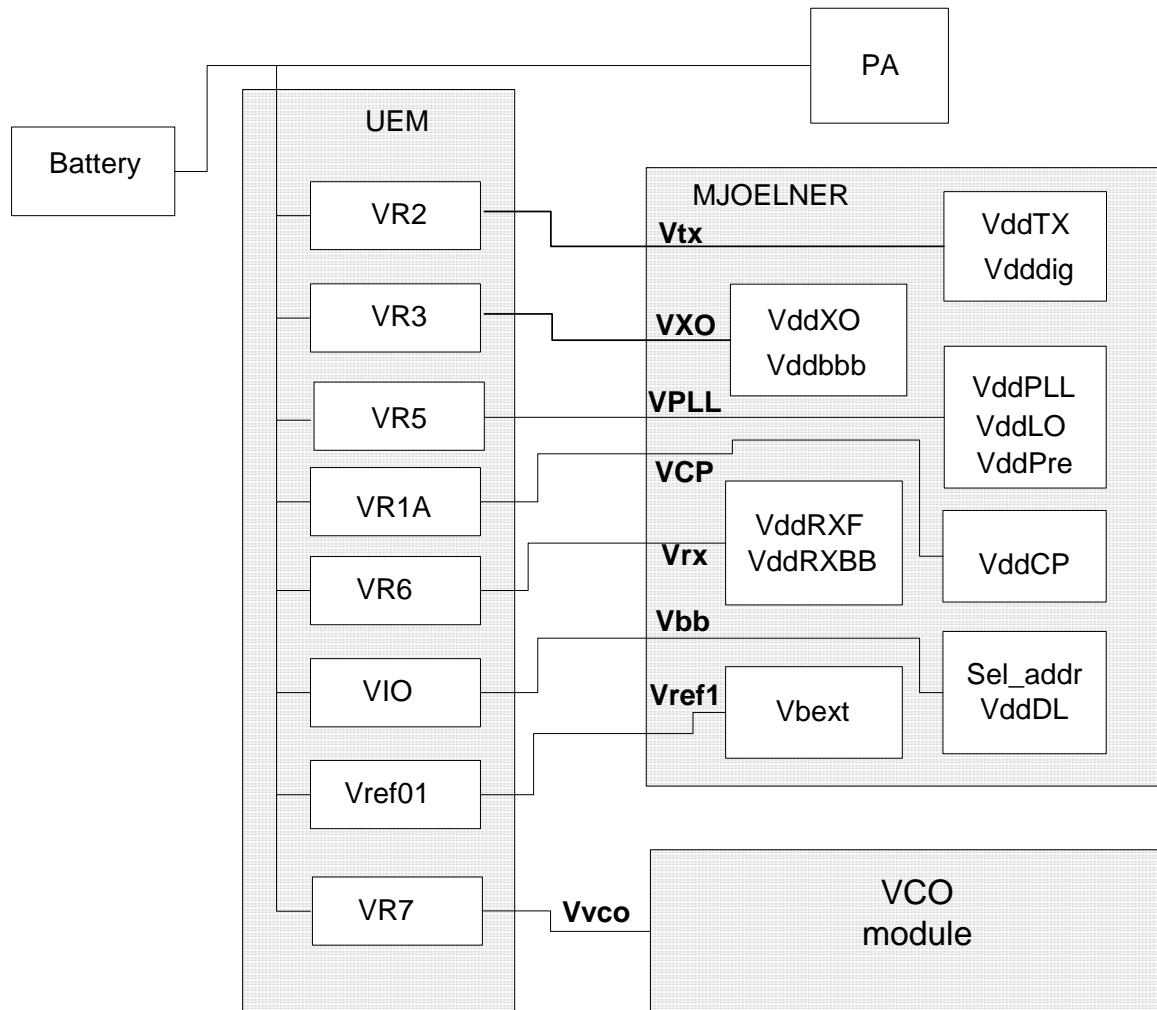 PA
UEM
Battery
MJOELNER
VR2
Vtx
VddTX
Vdddig
VR3
VXO
VddXO
Vddbbb
VR5
VPLL
VddPLL
VddLO
VddPre
VR1A
VCP
VddRXF
VddRXBB
Vrx
VddCP
VR6
Vbb
VIO
Sel_addr
VddDL
Vref1
Vbext
Vref01
VR7
Vvco
VCO
module